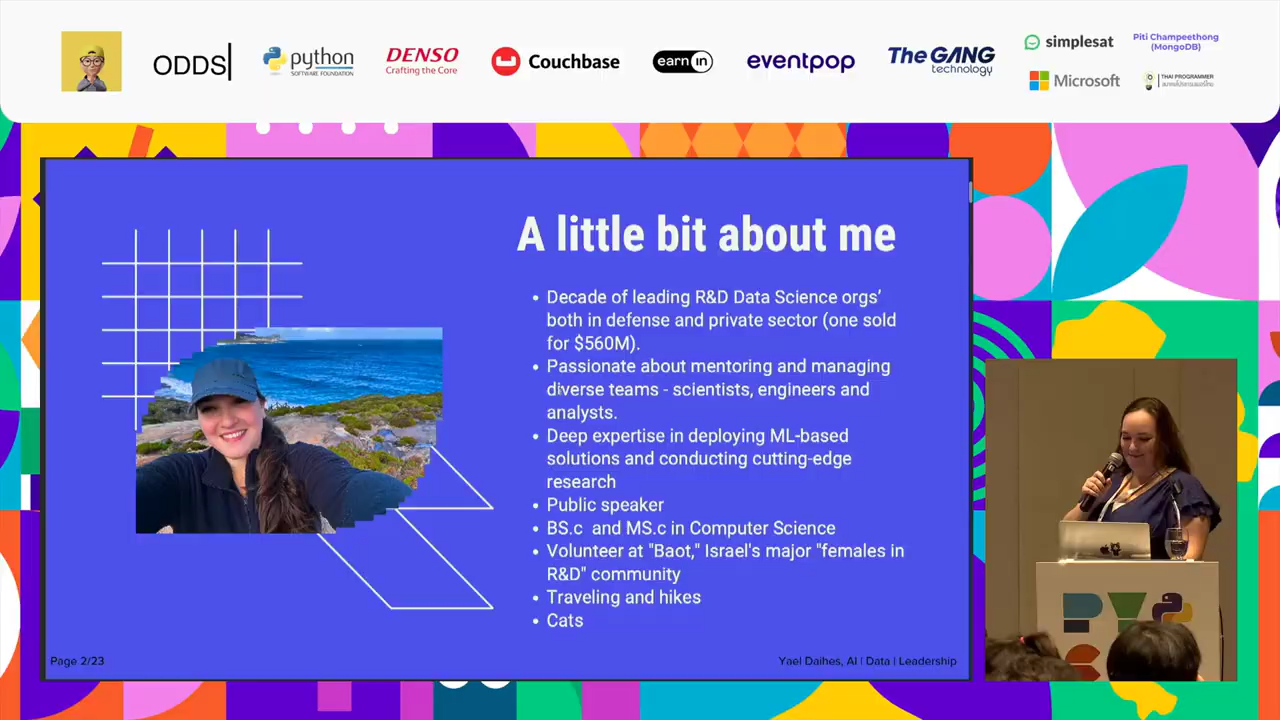 ODDS|
python
SOFTWARE FOUNDATION
DENSO
Crafting the Core
Couchbase
earn in
eventpop
The GANG
technology
simplesat
Microsoft
Piti Champeethong
(MongoDB)
THAI PROGRAMMER
A little bit about me
• Decade of leading R&D Data Science orgs’
both in defense and private sector (one sold
for $560M).
• Passionate about mentoring and managing
diverse teams - scientists, engineers and
analysts.
• Deep expertise in deploying ML-based
solutions and conducting cutting-edge
research
• Public speaker
• BS.c and MS.c in Computer Science
• Volunteer at "Baot," Israel's major "females in
R&D" community
• Traveling and hikes
• Cats
Page 2/23
Yael Daihes, AI | Data | Leadership
PY